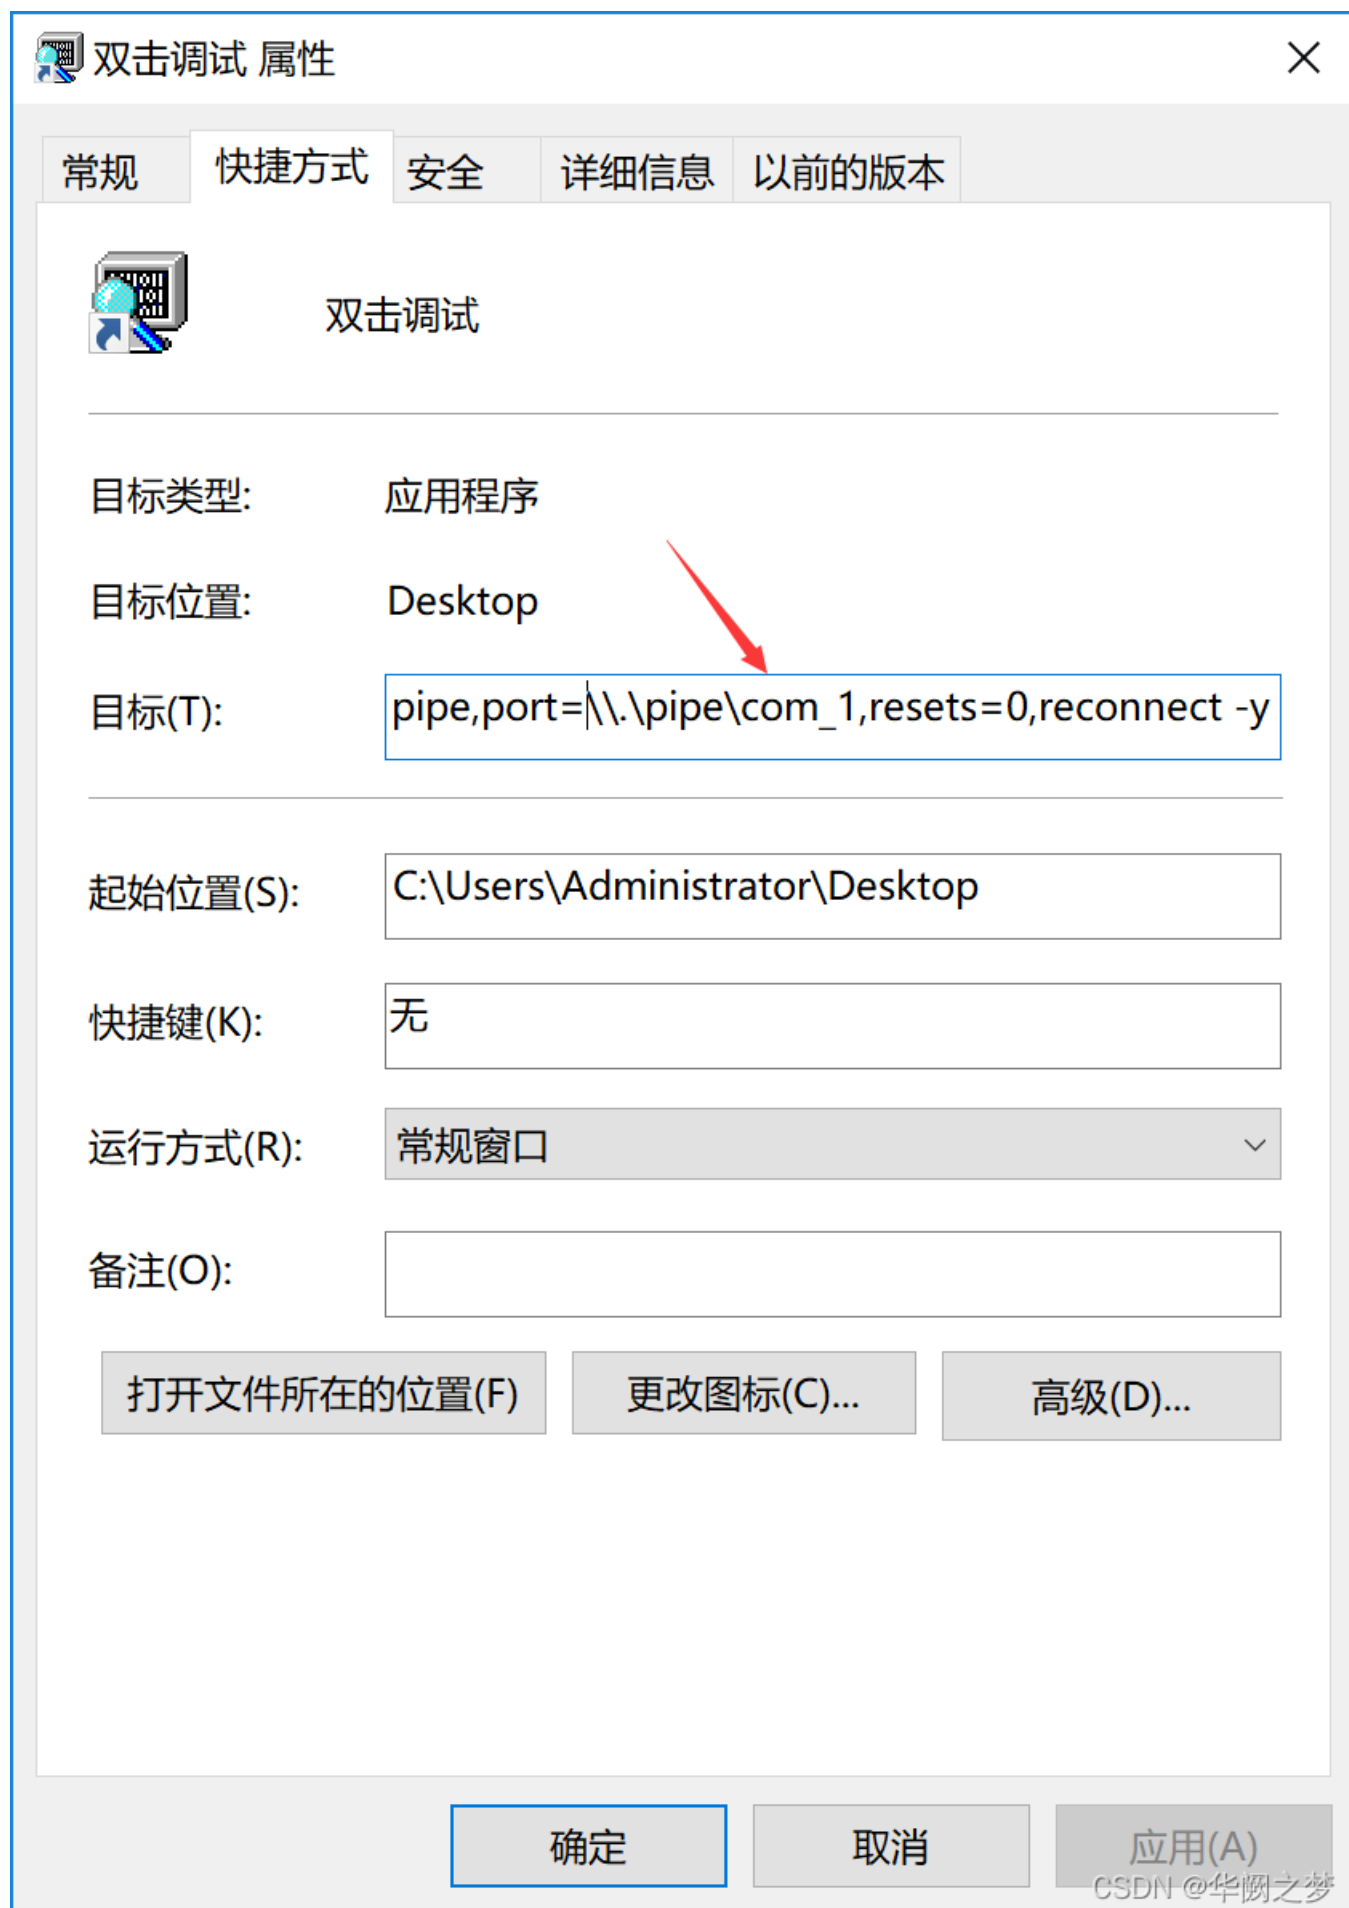 双击调试 属性
常规 快捷方式 安全 详细信息 以前的版本
双击调试
目标类型: 应用程序
目标位置: Desktop
目标(T): pipe,port=\\.\pipe\com_1,resets=0,reconnect -y
起始位置(S): C:\Users\Administrator\Desktop
快捷键(K): 无
运行方式(R): 常规窗口
备注(O):
打开文件所在的位置(F) 更改图标(C)... 高级(D)...
确定 取消 应用(A)
CSDN @华阙之梦